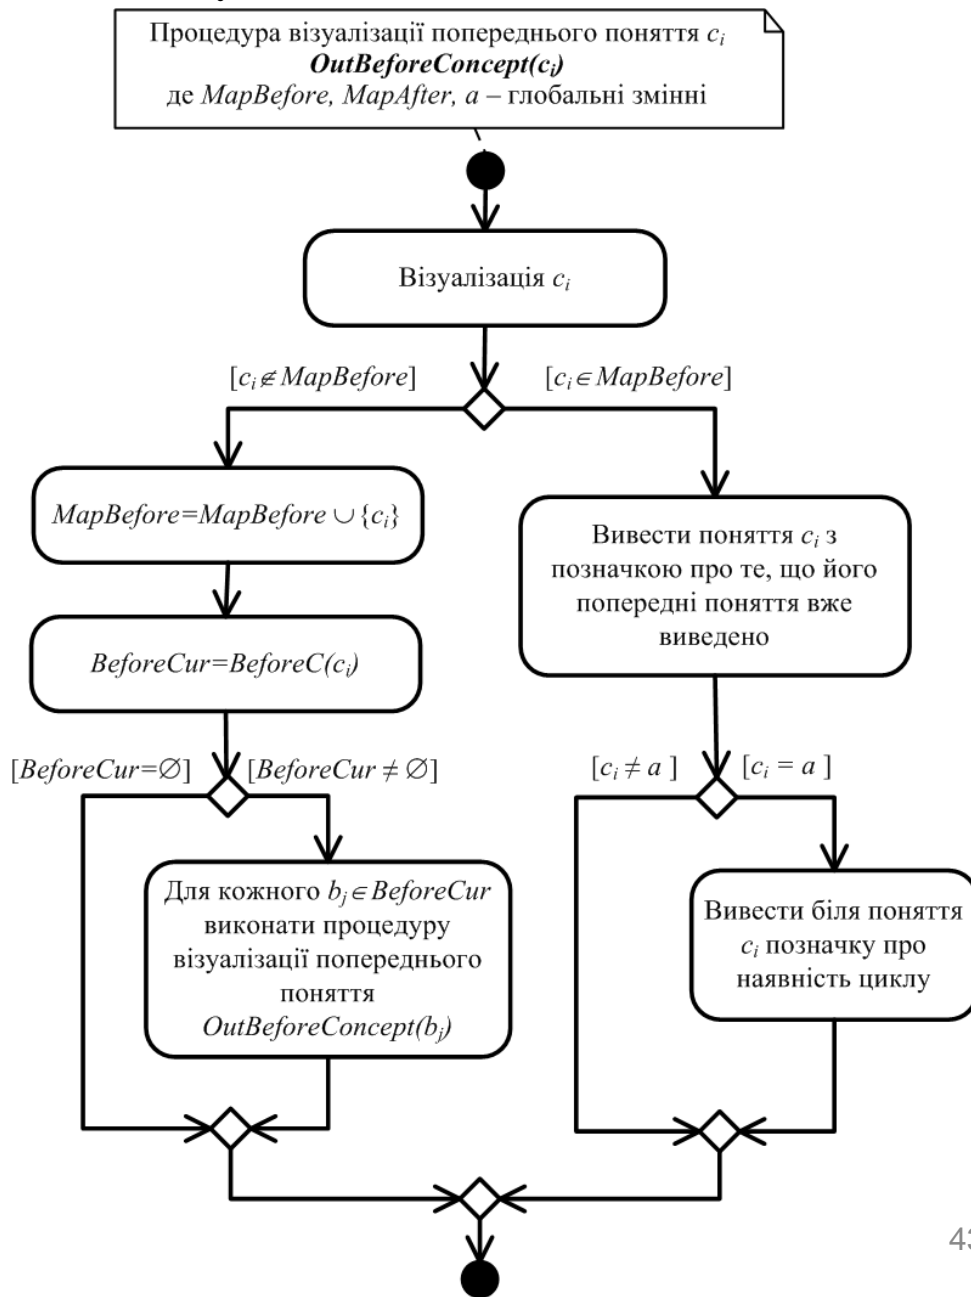 Процедура візуалізації попереднього поняття cᵢ
OutBeforeConcept(cᵢ)
де MapBefore, MapAfter, a – глобальні змінні
Візуалізація cᵢ
[cᵢ ∉ MapBefore]
[cᵢ ∈ MapBefore]
MapBefore=MapBefore ∪ {cᵢ}
Вивести поняття cᵢ з
позначкою про те, що його
попередні поняття вже
виведено
BeforeCur=BeforeC(cᵢ)
[BeforeCur=∅]
[BeforeCur ≠ ∅]
[cᵢ ≠ a ]
[cᵢ = a ]
Для кожного bⱼ ∈ BeforeCur
виконати процедуру
візуалізації попереднього
поняття
OutBeforeConcept(bⱼ)
Вивести біля поняття
cᵢ позначку про
наявність циклу
43